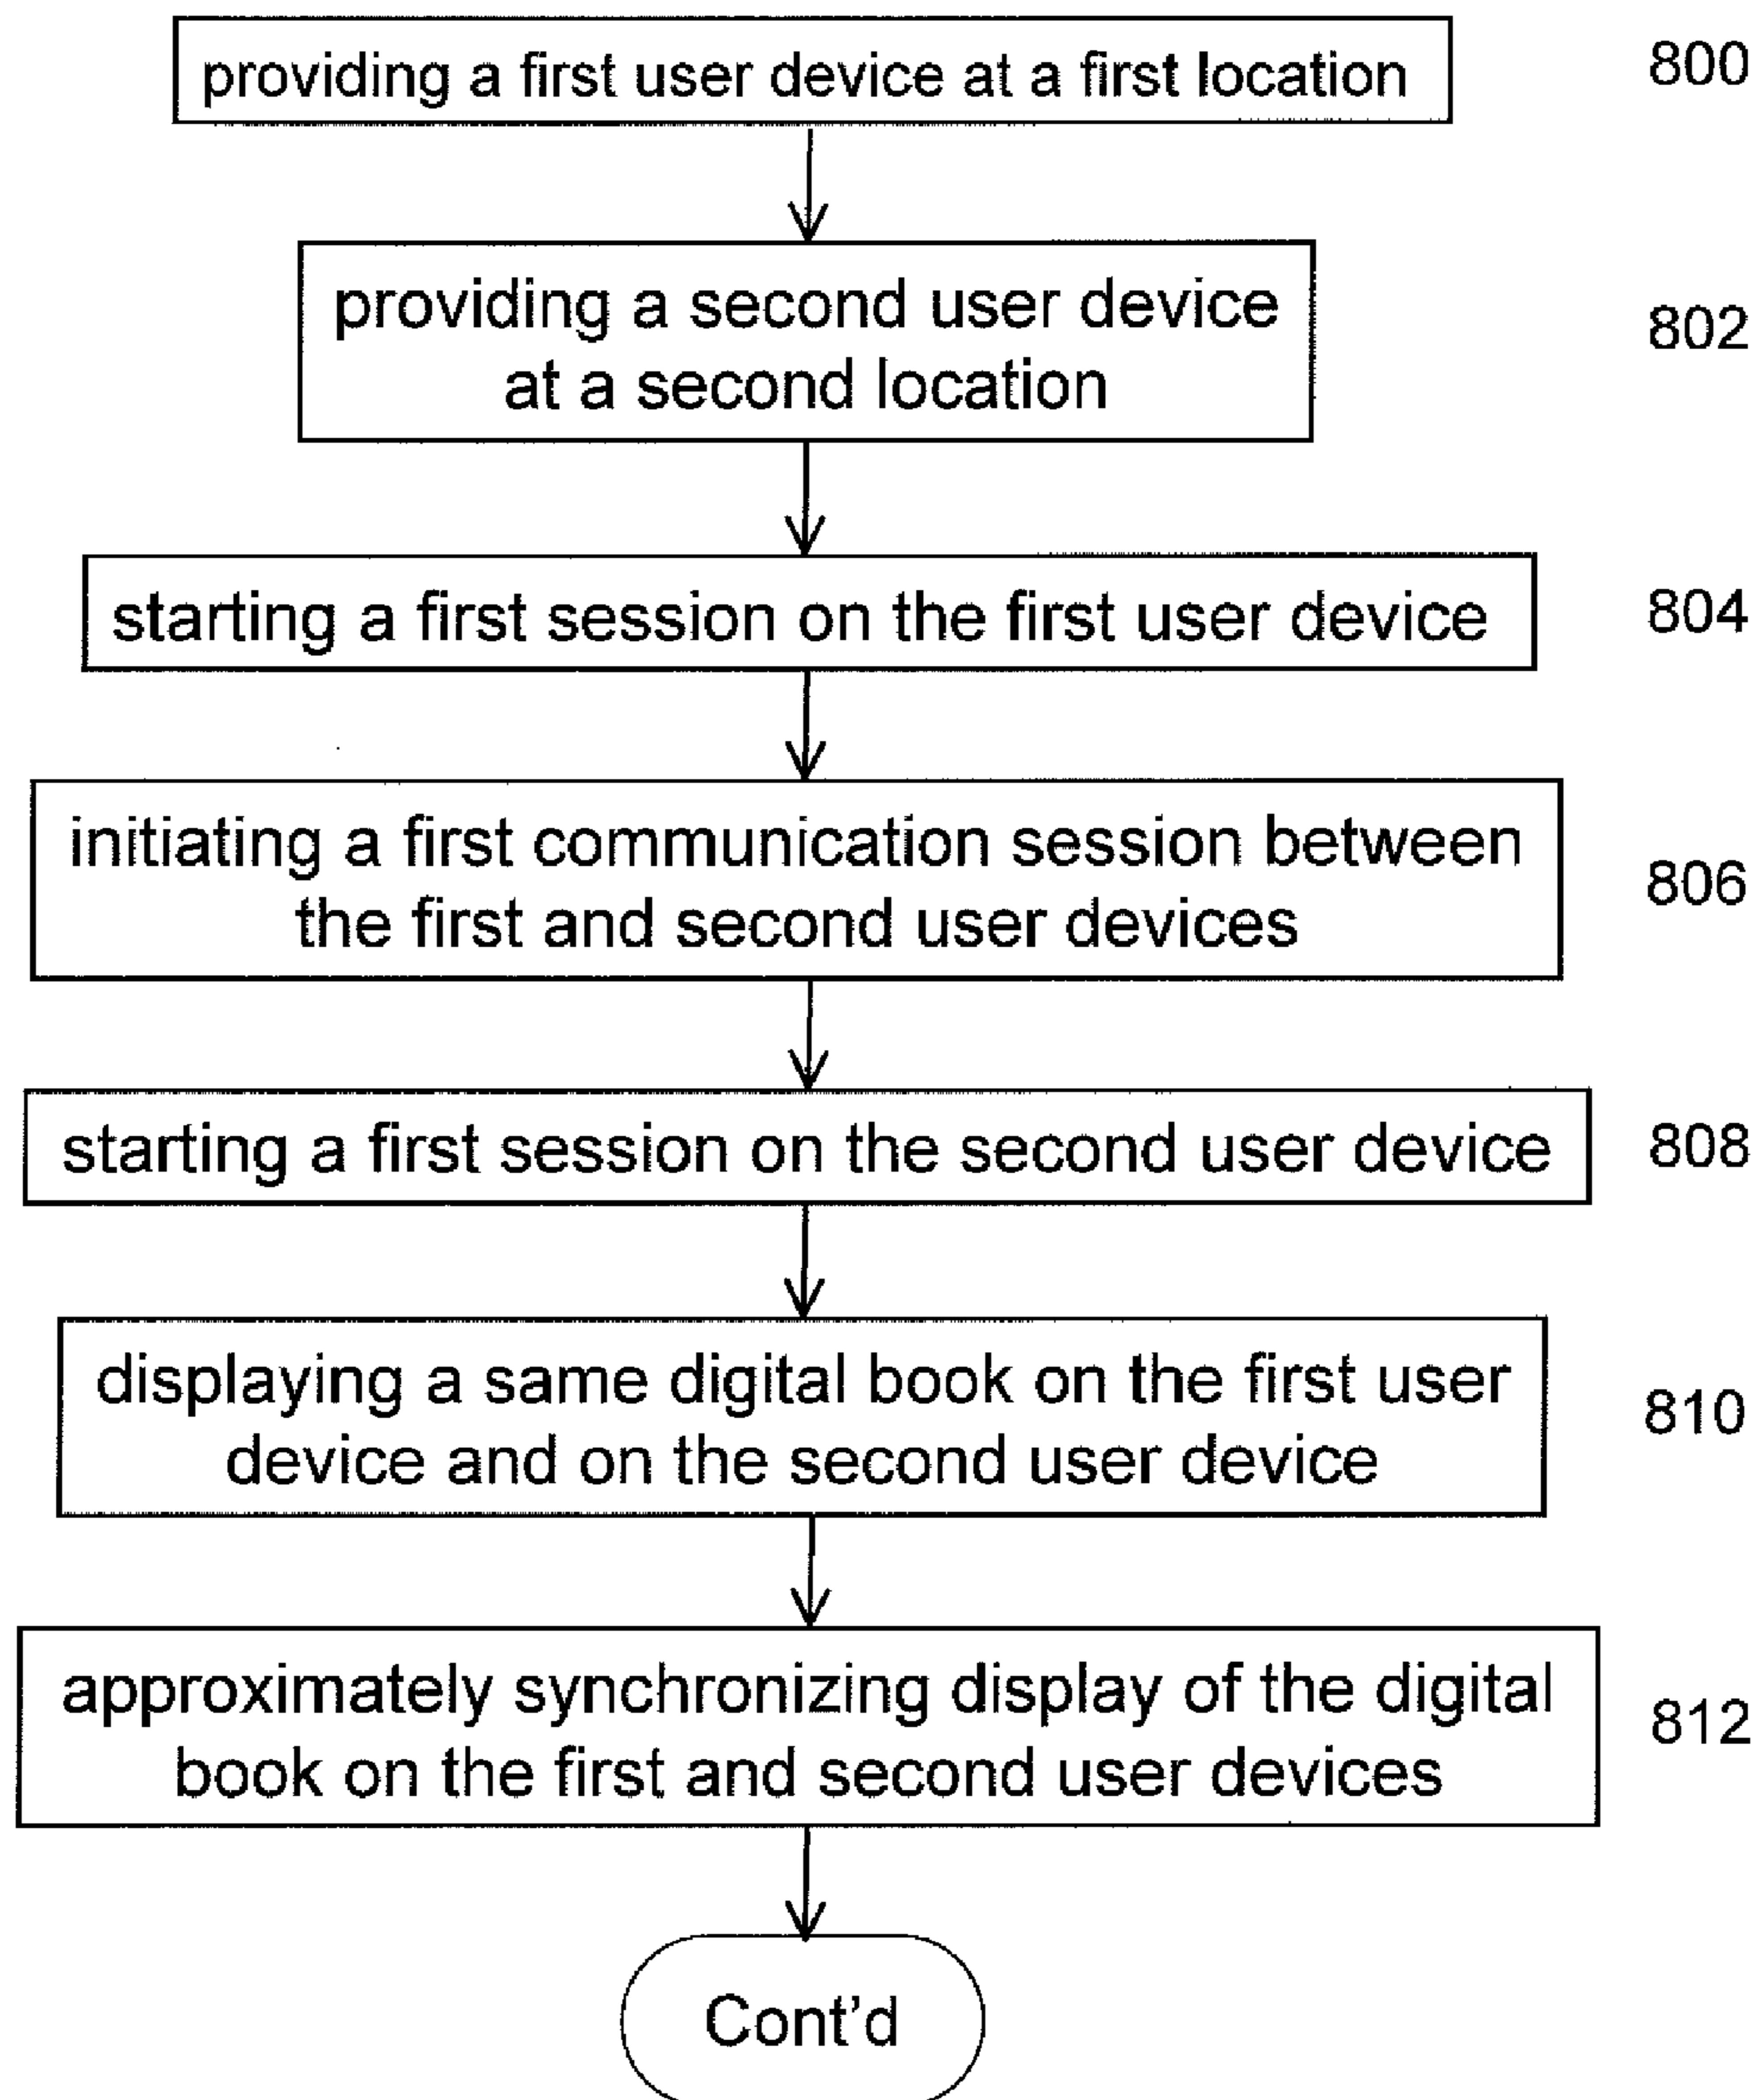 providing a first user device at a first location
800
providing a second user device
at a second location
802
starting a first session on the first user device
804
initiating a first communication session between
the first and second user devices
806
starting a first session on the second user device
808
displaying a same digital book on the first user
device and on the second user device
810
approximately synchronizing display of the digital
book on the first and second user devices
812
Cont'd